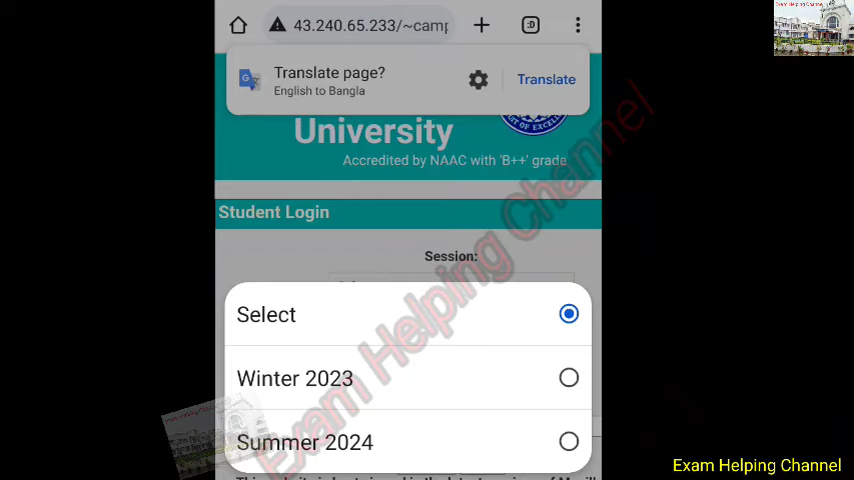 43.240.65.233/~camp
:D
Exam Helping Channel
Translate page?
English to Bangla
Translate
University
Accredited by NAAC with 'B++' grade
Student Login
Session:
Select
Winter 2023
Summer 2024
Exam Helping Channel
Exam Helping Channel